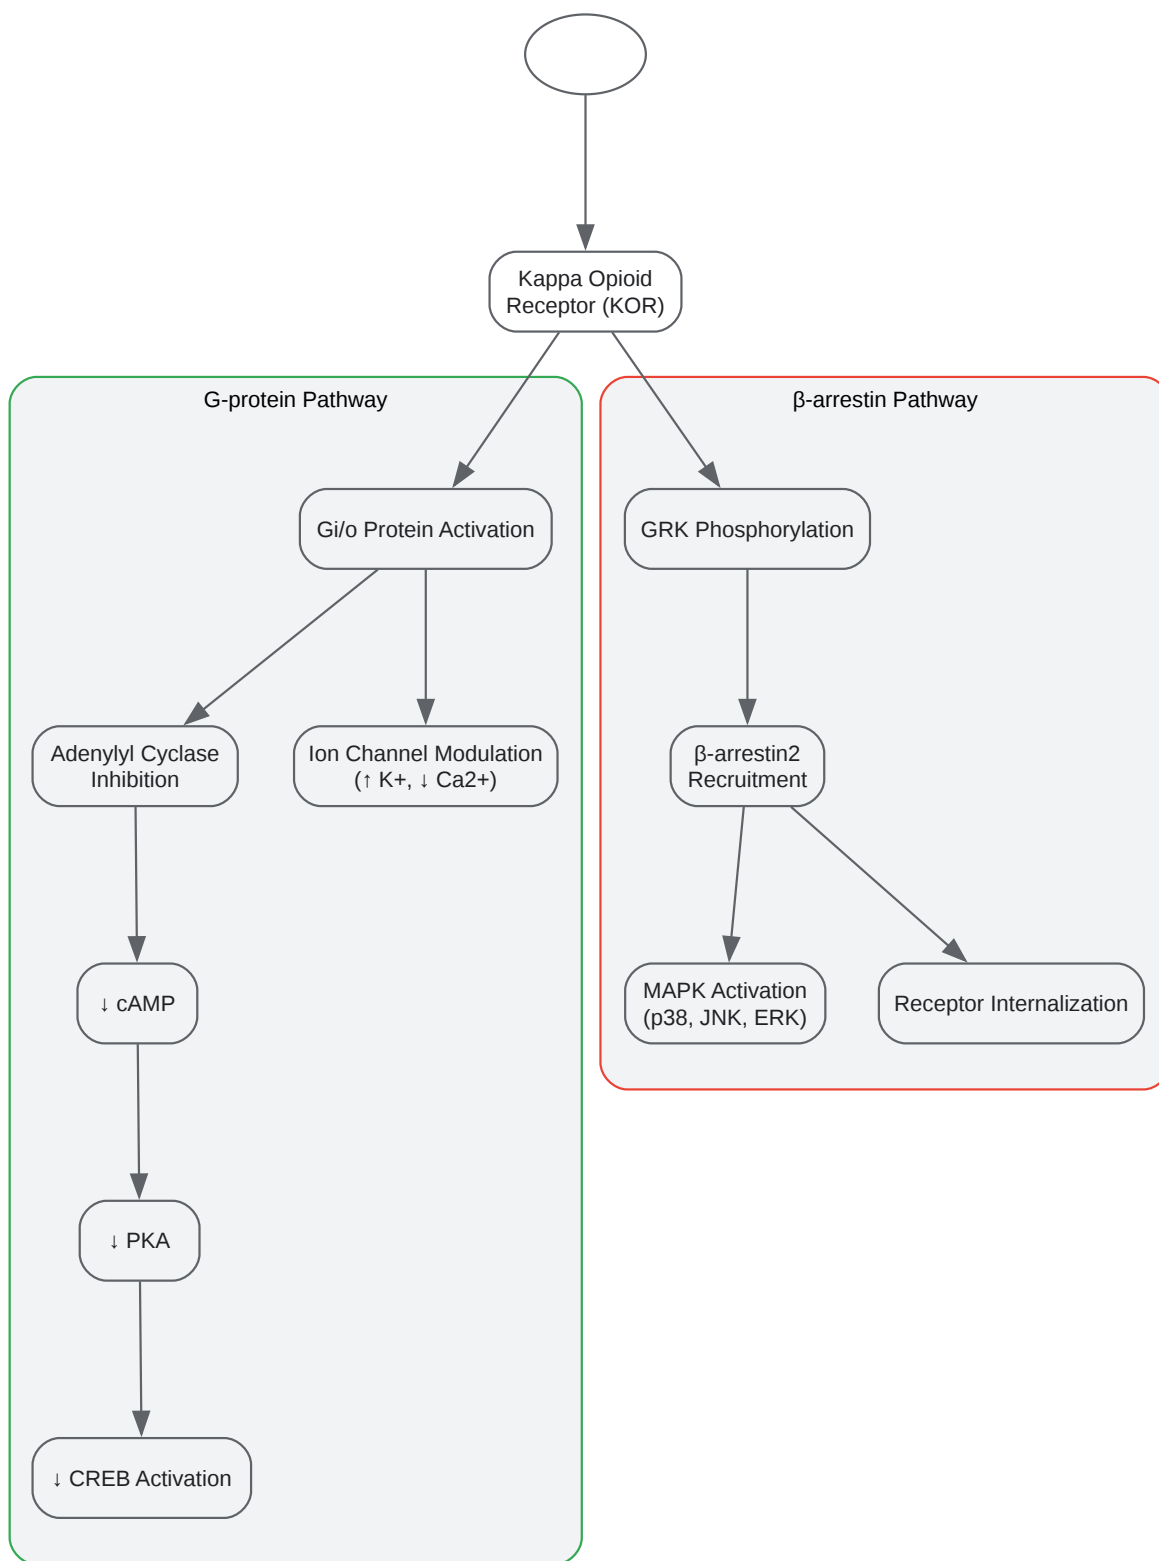 Kappa Opioid
Receptor (KOR)
G-protein Pathway
β-arrestin Pathway
Gi/o Protein Activation
GRK Phosphorylation
Adenylyl Cyclase
Inhibition
Ion Channel Modulation
(↑ K+, ↓ Ca2+)
β-arrestin2
Recruitment
↓ cAMP
MAPK Activation
(p38, JNK, ERK)
Receptor Internalization
↓ PKA
↓ CREB Activation